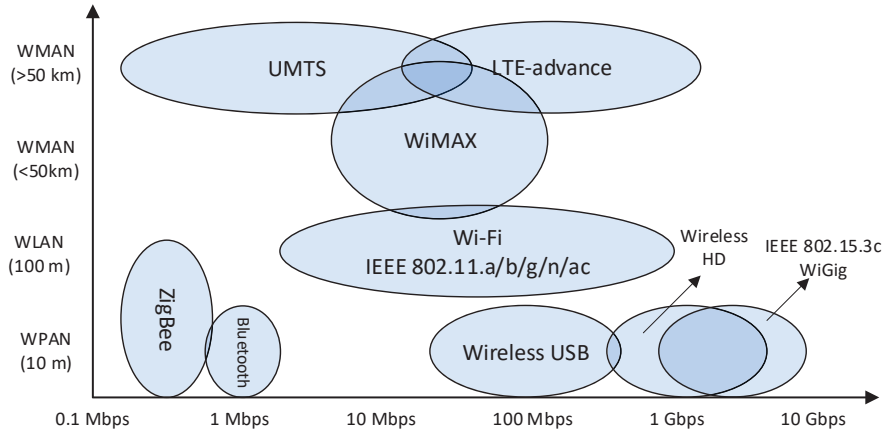 WMAN
(>50 km)
UMTS
LTE-advance
WMAN
(<50km)
WiMAX
WLAN
(100 m)
Wi-Fi
IEEE 802.11.a/b/g/n/ac
Wireless
HD
IEEE 802.15.3c
WiGig
ZigBee
Bluetooth
WPAN
(10 m)
Wireless USB
0.1 Mbps
1 Mbps
10 Mbps
100 Mbps
1 Gbps
10 Gbps